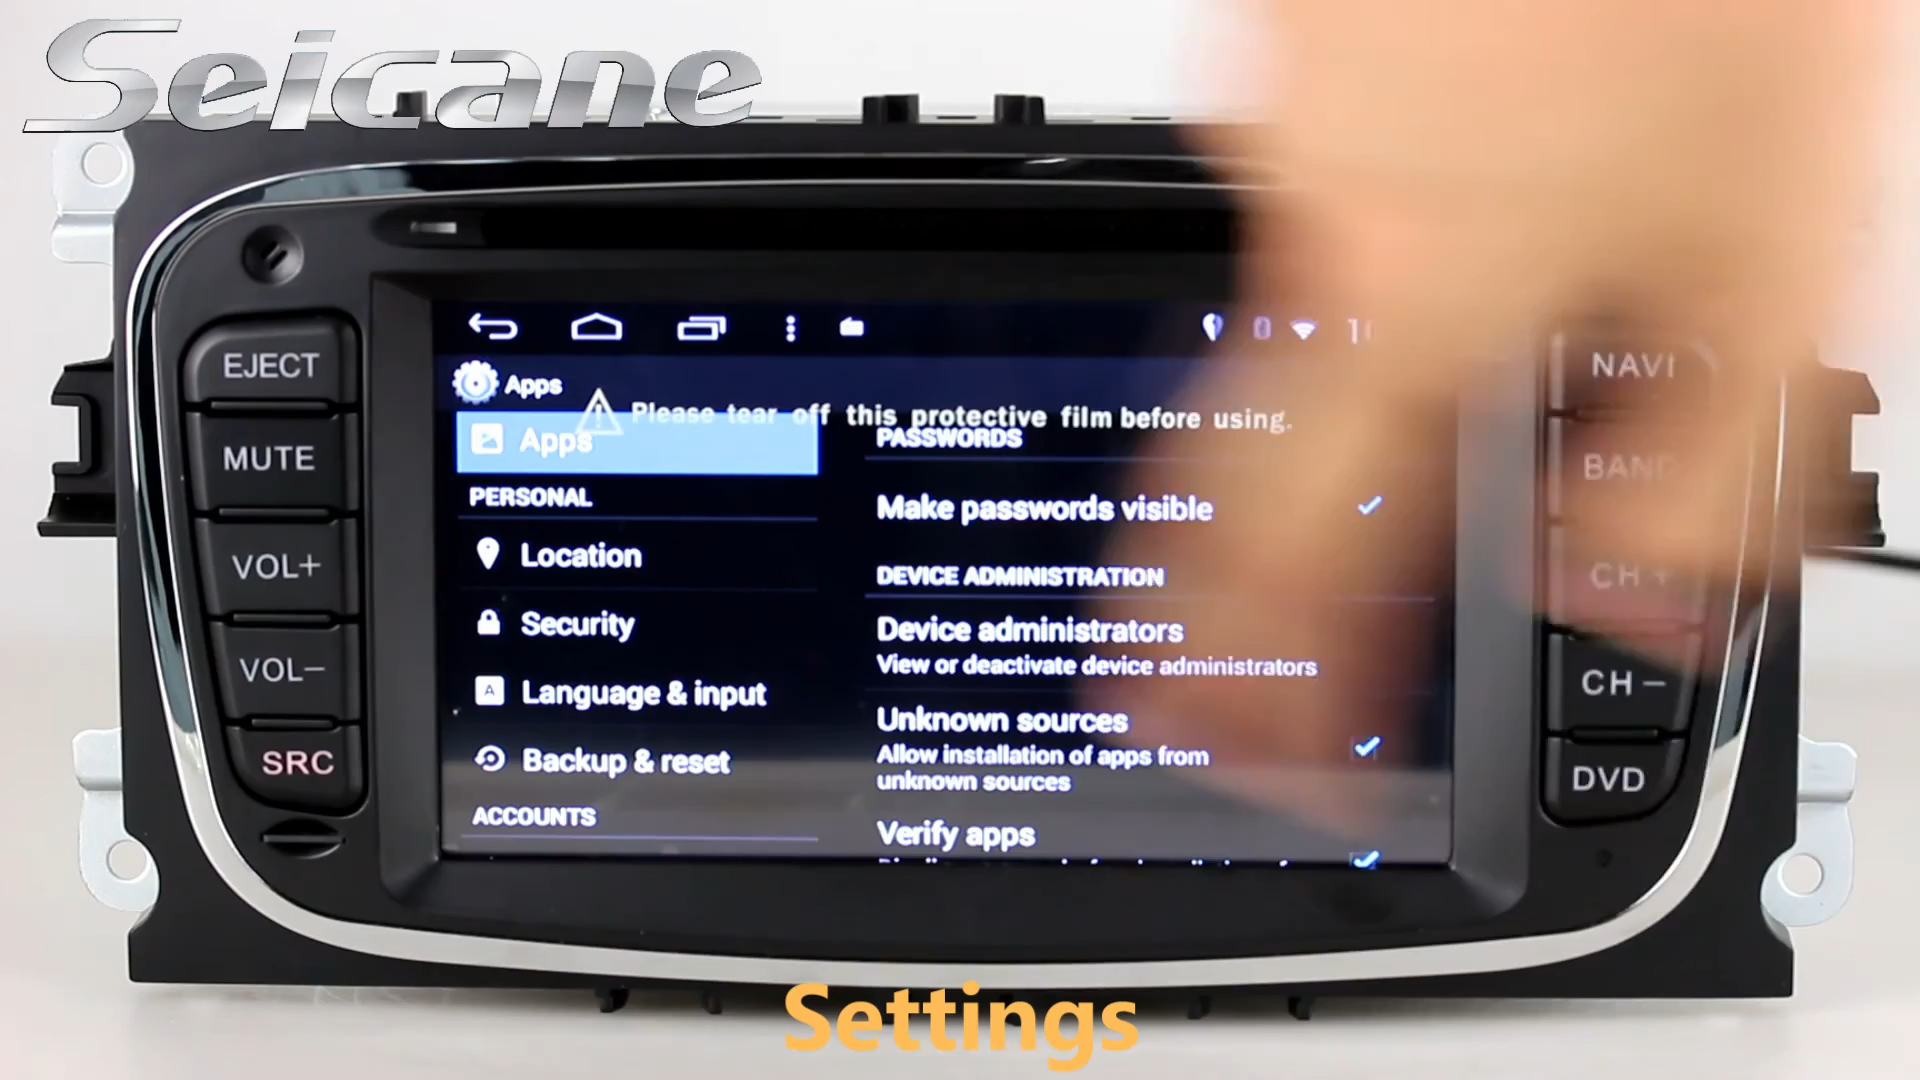 Seicane
EJECT
MUTE
VOL+
VOL−
SRC
Apps
Please tear off this protective film before using.
Apps
PERSONAL
Location
Security
Language & input
Backup & reset
ACCOUNTS
PASSWORDS
Make passwords visible
DEVICE ADMINISTRATION
Device administrators
View or deactivate device administrators
Unknown sources
Allow installation of apps from
unknown sources
Verify apps
NAVI
BAND
CH +
CH −
DVD
Settings